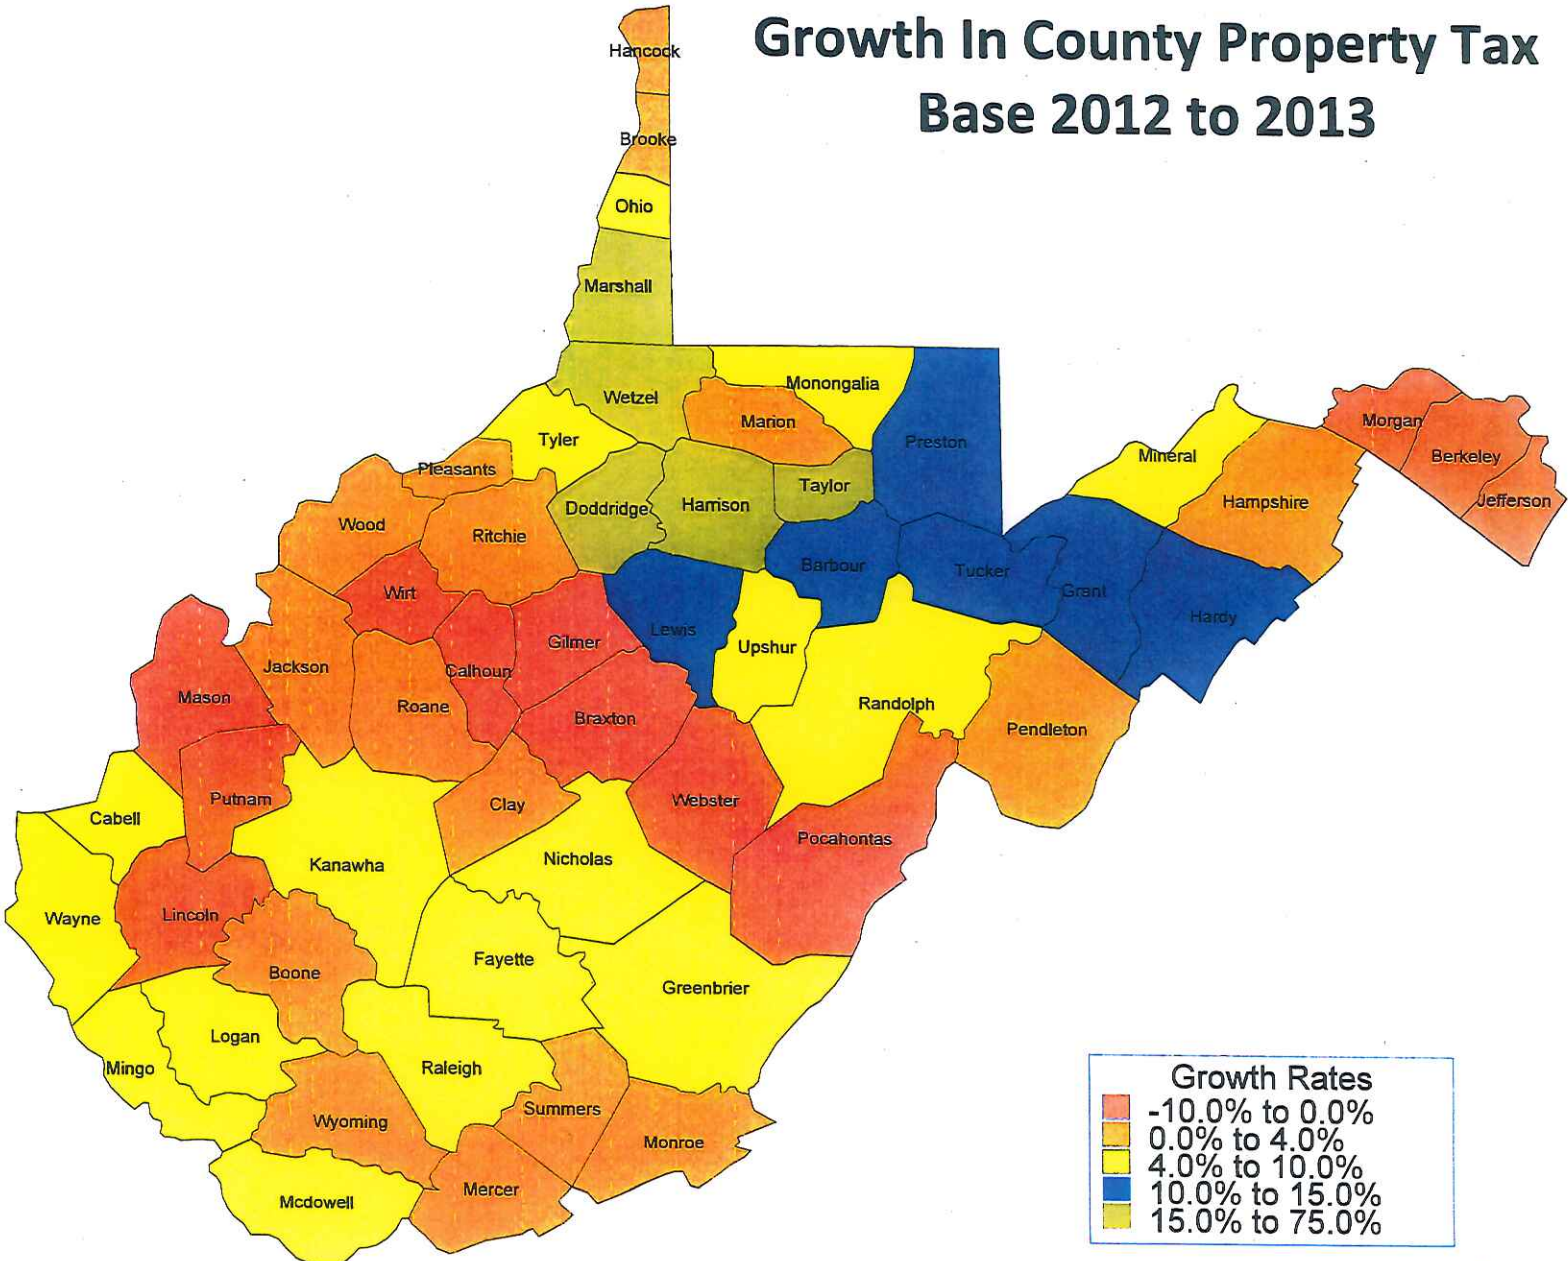 Growth In County Property Tax
Base 2012 to 2013
Hancock
Brooke
Ohio
Marshall
Wetzel
Monongalia
Marion
Preston
Tyler
Pleasants
Mineral
Morgan
Berkeley
Jefferson
Hampshire
Wood
Ritchie
Doddridge
Harrison
Taylor
Barbour
Tucker
Grant
Hardy
Wirt
Calhoun
Gilmer
Lewis
Upshur
Randolph
Pendleton
Mason
Jackson
Roane
Braxton
Putnam
Clay
Webster
Pocahontas
Cabell
Kanawha
Nicholas
Wayne
Lincoln
Boone
Fayette
Greenbrier
Logan
Mingo
Raleigh
Wyoming
Summers
Monroe
Mcdowell
Mercer
Growth Rates
-10.0% to 0.0%
0.0% to 4.0%
4.0% to 10.0%
10.0% to 15.0%
15.0% to 75.0%